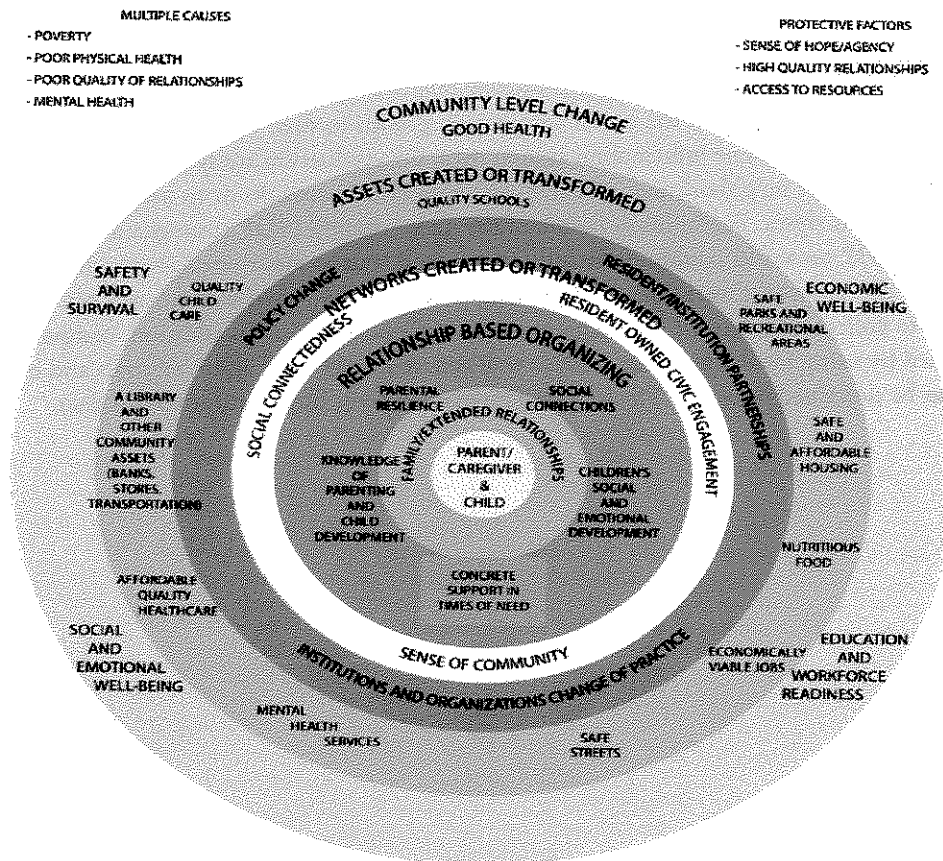 MULTIPLE CAUSES
- POVERTY
- POOR PHYSICAL HEALTH
- POOR QUALITY OF RELATIONSHIPS
- MENTAL HEALTH
PROTECTIVE FACTORS
- SENSE OF HOPE/AGENCY
- HIGH QUALITY RELATIONSHIPS
- ACCESS TO RESOURCES
COMMUNITY LEVEL CHANGE
GOOD HEALTH
ASSETS CREATED OR TRANSFORMED
QUALITY SCHOOLS
SAFETY
AND
SURVIVAL
QUALITY
CHILD
CARE
POLICY CHANGE
NETWORKS CREATED OR TRANSFORMED
RESIDENT/INSTITUTION PARTNERSHIPS
SAFE
PARKS AND
RECREATIONAL
AREAS
ECONOMIC
WELL-BEING
SOCIAL CONNECTEDNESS
RESIDENT OWNED CIVIC ENGAGEMENT
RELATIONSHIP BASED ORGANIZING
PARENTAL
RESILIENCE
SOCIAL
CONNECTIONS
FAMILY/EXTENDED RELATIONSHIPS
PARENT/
CAREGIVER
&
CHILD
A LIBRARY
AND
OTHER
COMMUNITY
ASSETS
(BANKS,
STORES,
TRANSPORTATION)
KNOWLEDGE
OF
PARENTING
AND
CHILD
DEVELOPMENT
CHILDREN'S
SOCIAL
AND
EMOTIONAL
DEVELOPMENT
SAFE
AND
AFFORDABLE
HOUSING
CONCRETE
SUPPORT IN
TIMES OF NEED
NUTRITIOUS
FOOD
AFFORDABLE
QUALITY
HEALTHCARE
SOCIAL
AND
EMOTIONAL
WELL-BEING
SENSE OF COMMUNITY
INSTITUTIONS AND ORGANIZATIONS CHANGE OF PRACTICE
ECONOMICALLY
VIABLE JOBS
EDUCATION
AND
WORKFORCE
READINESS
MENTAL
HEALTH
SERVICES
SAFE
STREETS